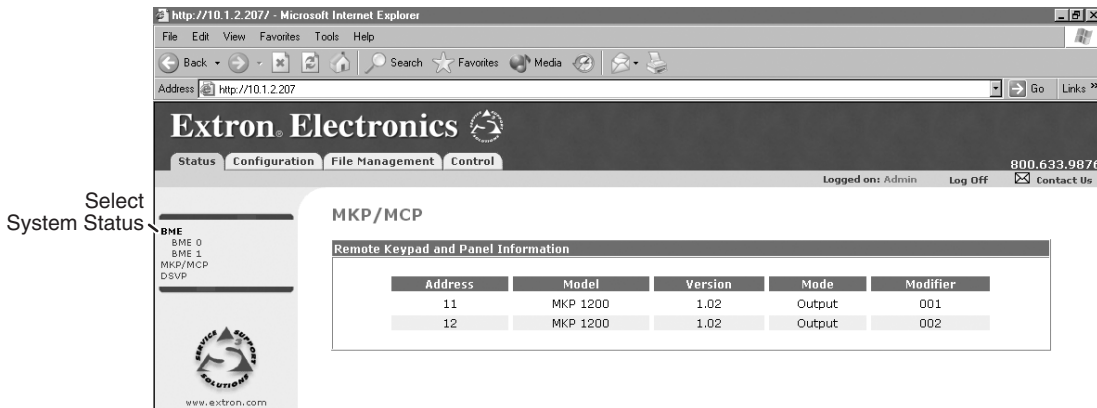 http://10.1.2.207/ - Microsoft Internet Explorer
File Edit View Favorites Tools Help
Back Search Favorites Media
Address http://10.1.2.207 Go Links »
Extron® Electronics
Status Configuration File Management Control
800.633.9876
Logged on: Admin Log Off Contact Us
Select
System Status
BME
BME 0
BME 1
MKP/MCP
DSVP
MKP/MCP
Remote Keypad and Panel Information
Address Model Version Mode Modifier
11 MKP 1200 1.02 Output 001
12 MKP 1200 1.02 Output 002
SERVICE SUPPORT SOLUTIONS
S3
www.extron.com